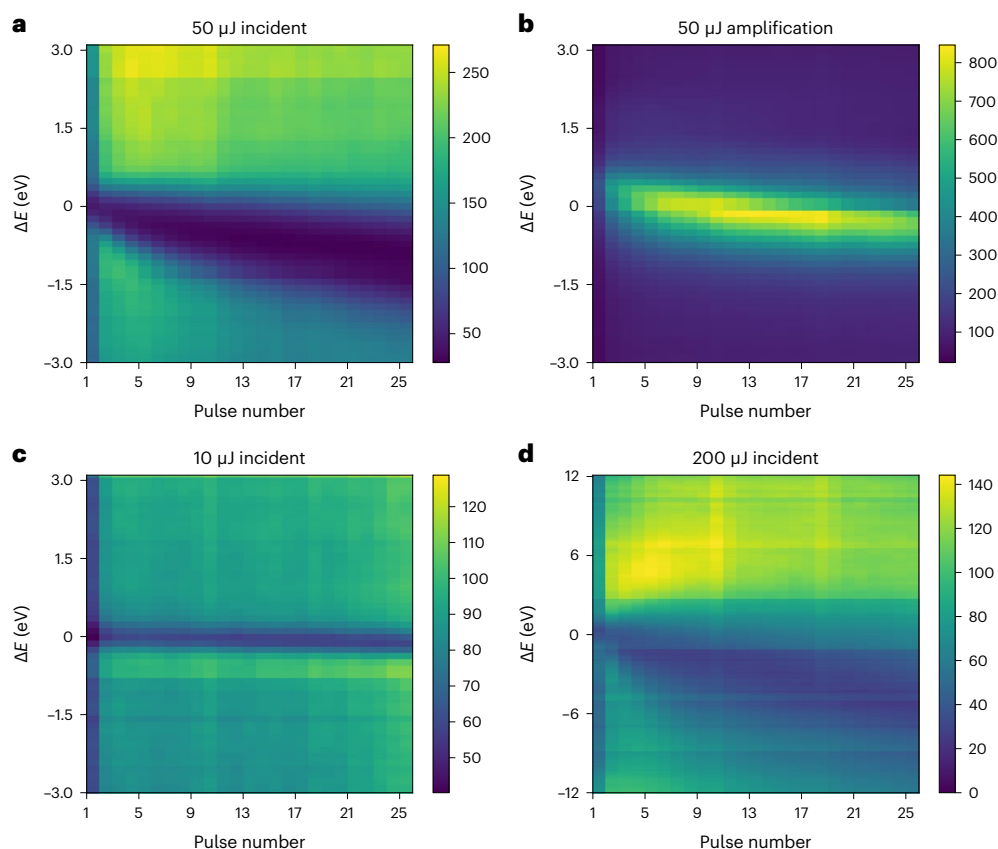 a
50 µJ incident
3.0
1.5
0
–1.5
–3.0
ΔE (eV)
1 5 9 13 17 21 25
Pulse number
250
200
150
100
50
b
50 µJ amplification
3.0
1.5
0
–1.5
–3.0
ΔE (eV)
1 5 9 13 17 21 25
Pulse number
800
700
600
500
400
300
200
100
c
10 µJ incident
3.0
1.5
0
–1.5
–3.0
ΔE (eV)
1 5 9 13 17 21 25
Pulse number
120
110
100
90
80
70
60
50
d
200 µJ incident
12
6
0
–6
–12
ΔE (eV)
1 5 9 13 17 21 25
Pulse number
140
120
100
80
60
40
20
0